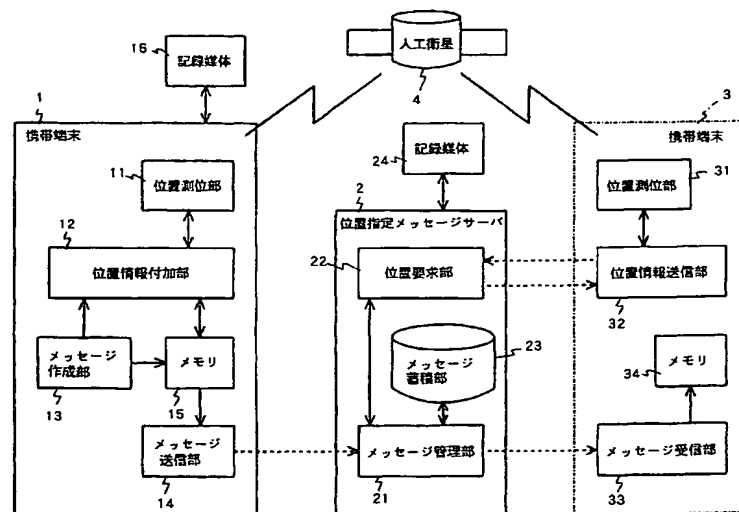 人工衛星
4
16
記録媒体
1
携帯端末
11
位置測位部
12
位置情報付加部
メッセージ
作成部
13
メモリ
15
メッセージ
送信部
14
記録媒体
24
2
位置指定メッセージサーバ
22
位置要求部
メッセージ
蓄積部
23
メッセージ管理部
21
3
携帯端末
位置測位部
31
位置情報送信部
32
メモリ
34
メッセージ受信部
33